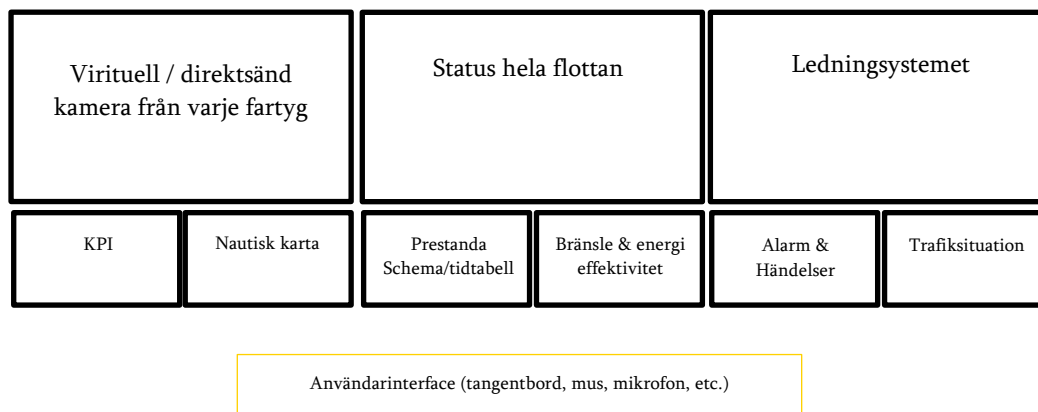 Virituell / direktsänd
kamera från varje fartyg
Status hela flottan
Ledningsystemet
KPI
Nautisk karta
Prestanda
Schema/tidtabell
Bränsle & energi
effektivitet
Alarm &
Händelser
Trafiksituation
Användarinterface (tangentbord, mus, mikrofon, etc.)